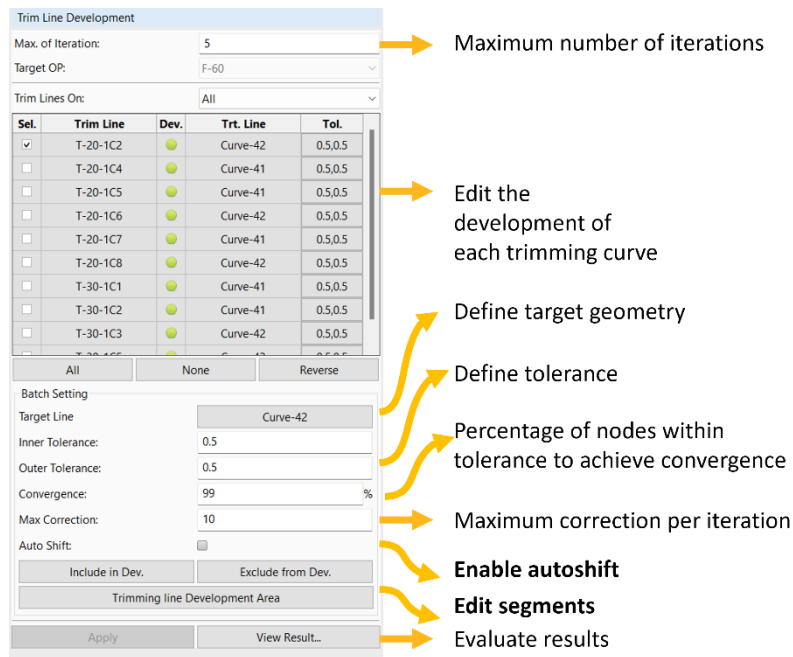 Trim Line Development
Max. of Iteration: 5
Maximum number of iterations
Target OP: F-60
Trim Lines On: All
Sel. Trim Line Dev. Trt. Line Tol.
T-20-1C2 Curve-42 0.5,0.5
T-20-1C4 Curve-41 0.5,0.5
T-20-1C5 Curve-41 0.5,0.5
T-20-1C6 Curve-42 0.5,0.5
T-20-1C7 Curve-41 0.5,0.5
T-20-1C8 Curve-42 0.5,0.5
T-30-1C1 Curve-41 0.5,0.5
T-30-1C2 Curve-41 0.5,0.5
T-30-1C3 Curve-42 0.5,0.5
Edit the
development of
each trimming curve
All None Reverse
Batch Setting
Target Line Curve-42
Define target geometry
Inner Tolerance: 0.5
Outer Tolerance: 0.5
Define tolerance
Convergence: 99 %
Percentage of nodes within
tolerance to achieve convergence
Max Correction: 10
Maximum correction per iteration
Auto Shift:
Enable autoshift
Include in Dev. Exclude from Dev.
Trimming line Development Area
Edit segments
Apply View Result...
Evaluate results